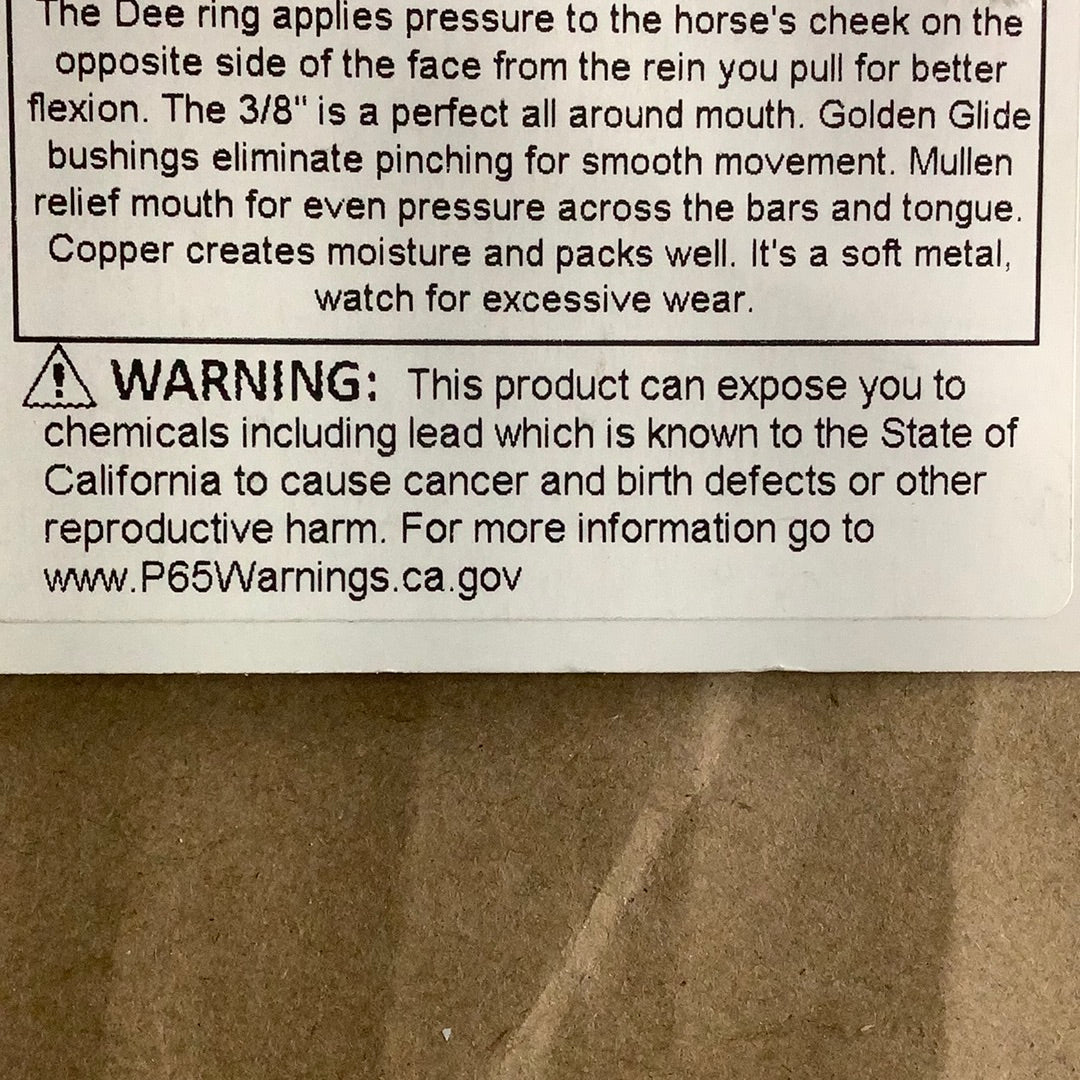 The Dee ring applies pressure to the horse's cheek on the
opposite side of the face from the rein you pull for better
flexion. The 3/8" is a perfect all around mouth. Golden Glide
bushings eliminate pinching for smooth movement. Mullen
relief mouth for even pressure across the bars and tongue.
Copper creates moisture and packs well. It's a soft metal,
watch for excessive wear.
WARNING: This product can expose you to
chemicals including lead which is known to the State of
California to cause cancer and birth defects or other
reproductive harm. For more information go to
www.P65Warnings.ca.gov